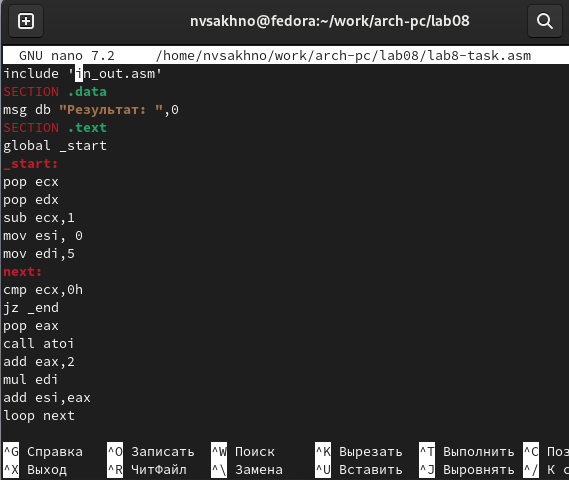 nvsakhno@fedora:~/work/arch-pc/lab08
GNU nano 7.2 /home/nvsakhno/work/arch-pc/lab08/lab8-task.asm
include 'in_out.asm'
SECTION .data
msg db "Результат: ",0
SECTION .text
global _start
_start:
pop ecx
pop edx
sub ecx,1
mov esi, 0
mov edi,5
next:
cmp ecx,0h
jz _end
pop eax
call atoi
add eax,2
mul edi
add esi,eax
loop next
^G Справка ^O Записать ^W Поиск ^K Вырезать ^T Выполнить ^C Поз
^X Выход ^R ЧитФайл ^\ Замена ^U Вставить ^J Выровнять ^/ К с